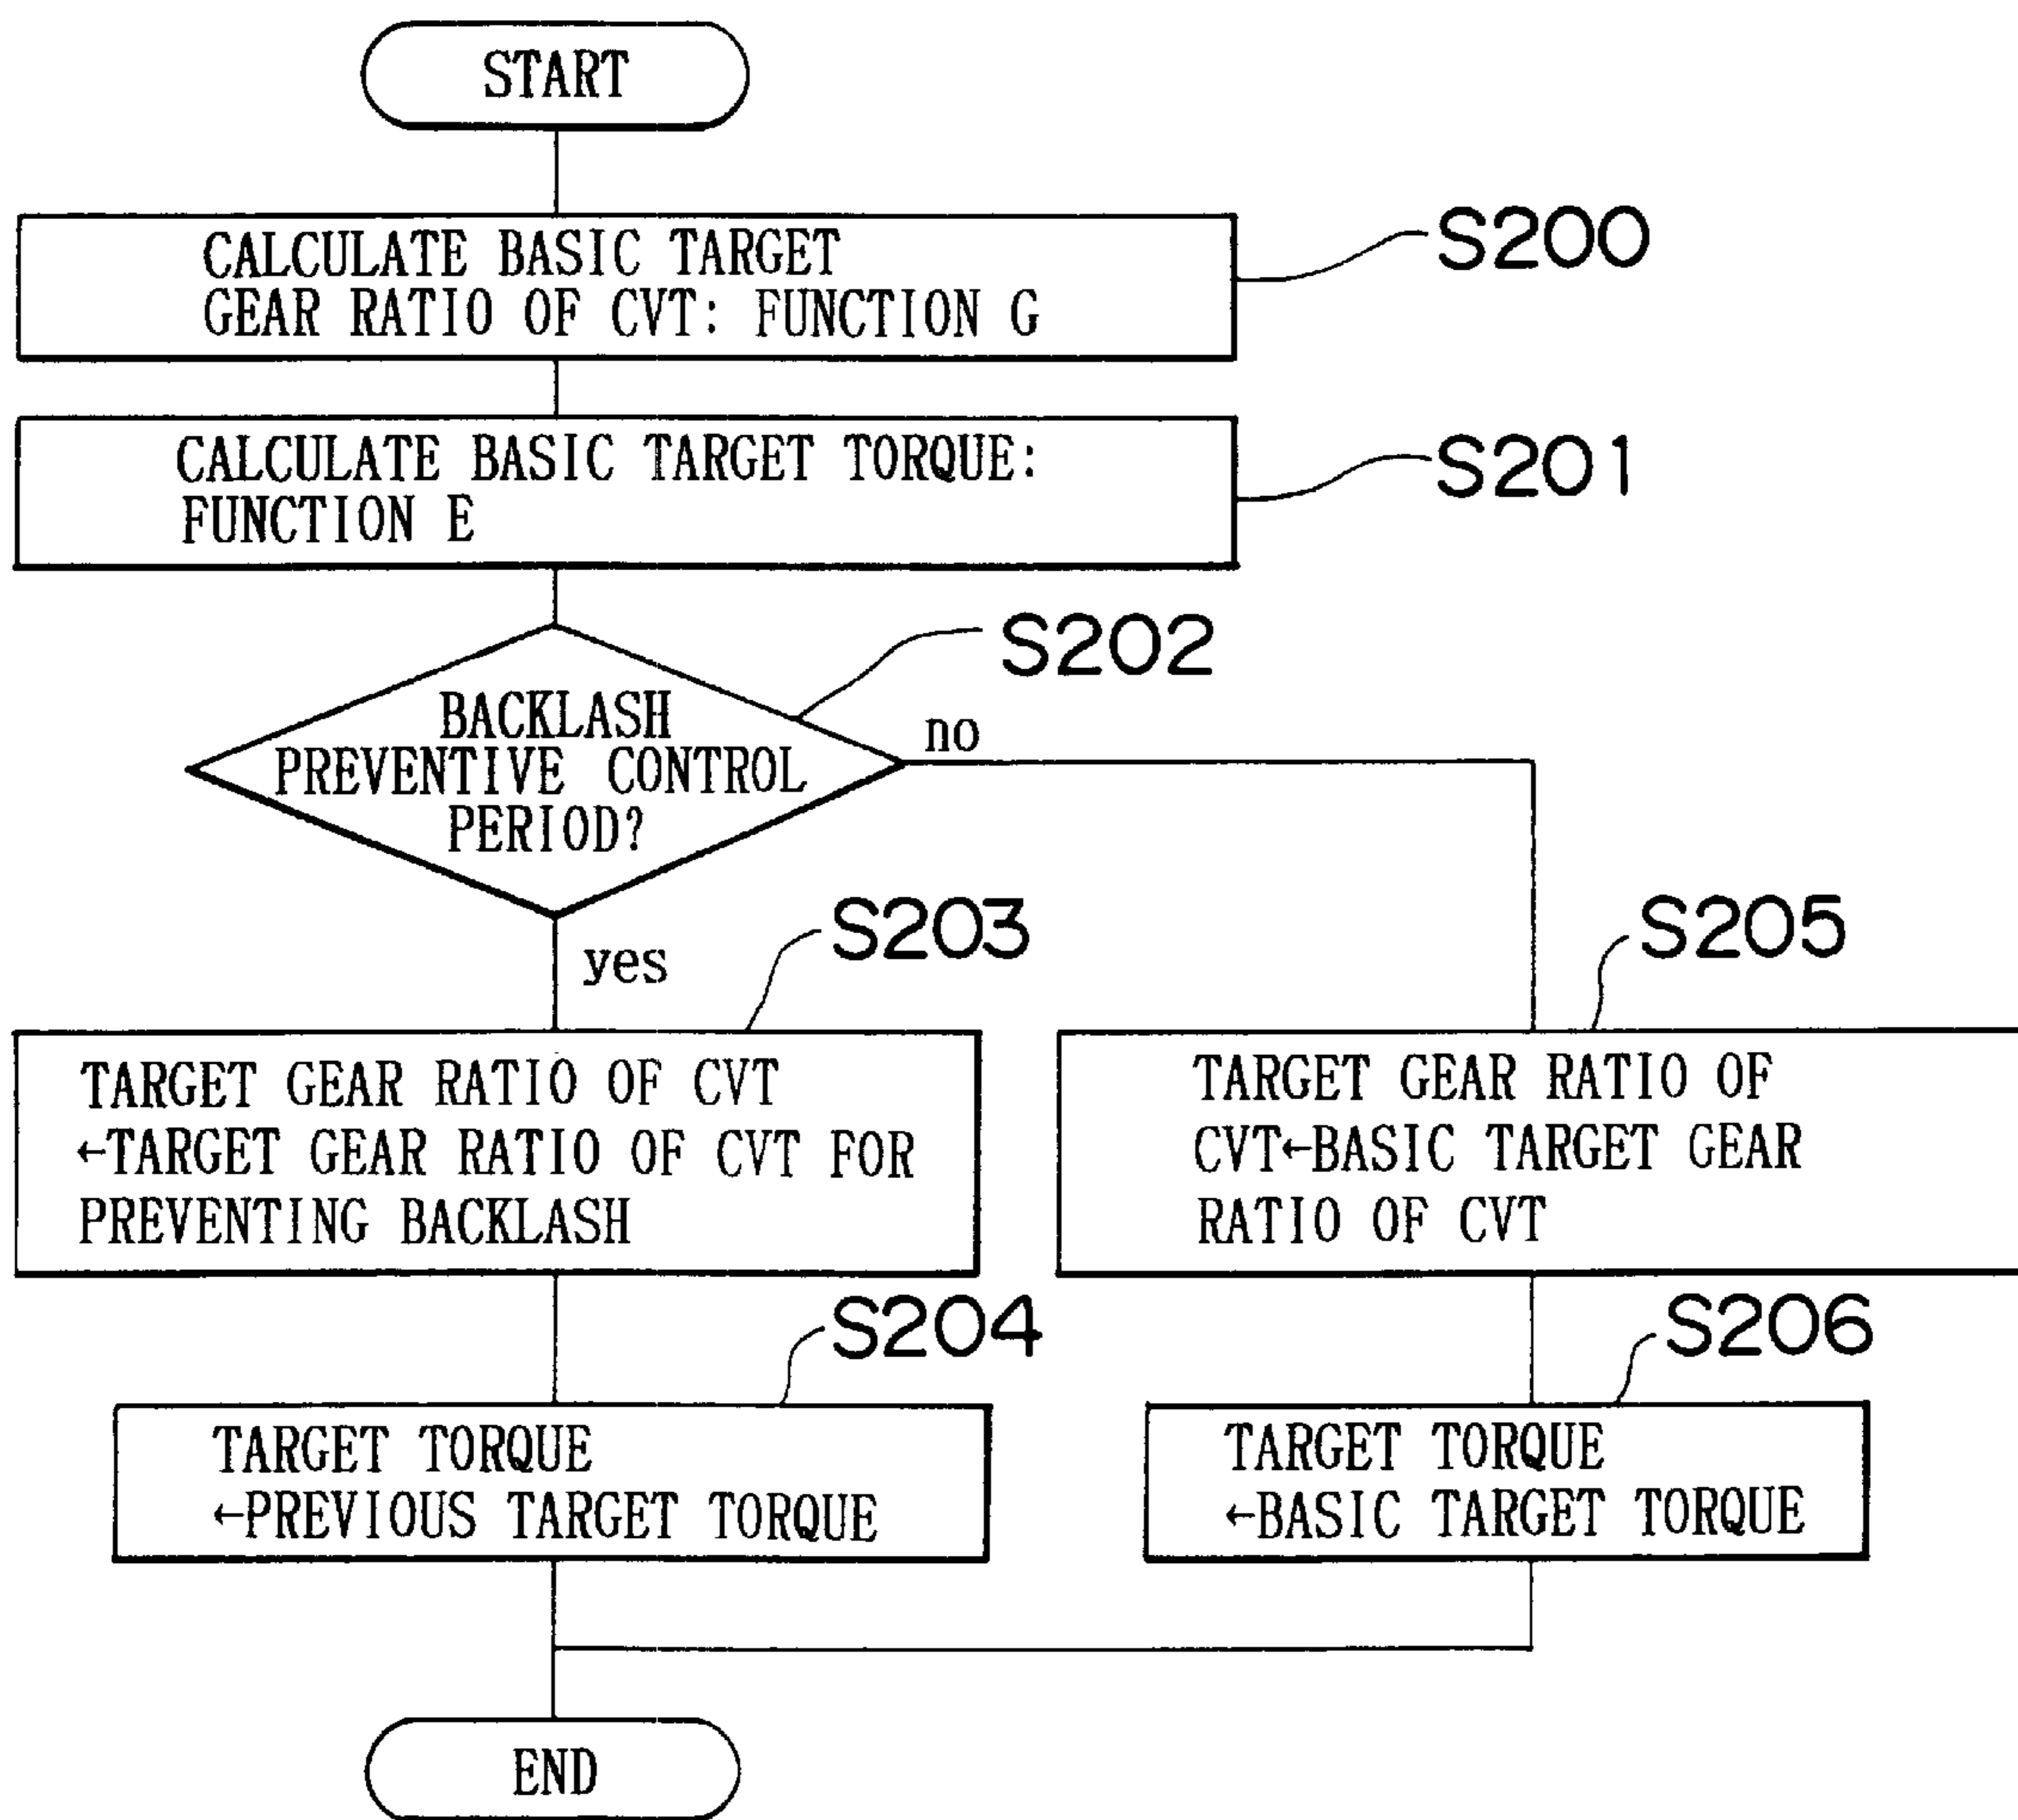 START
CALCULATE BASIC TARGET
GEAR RATIO OF CVT: FUNCTION G
S200
CALCULATE BASIC TARGET TORQUE:
FUNCTION E
S201
S202
BACKLASH
PREVENTIVE CONTROL
PERIOD?
no
yes
S203
TARGET GEAR RATIO OF CVT
←TARGET GEAR RATIO OF CVT FOR
PREVENTING BACKLASH
S205
TARGET GEAR RATIO OF
CVT←BASIC TARGET GEAR
RATIO OF CVT
S204
TARGET TORQUE
←PREVIOUS TARGET TORQUE
S206
TARGET TORQUE
←BASIC TARGET TORQUE
END